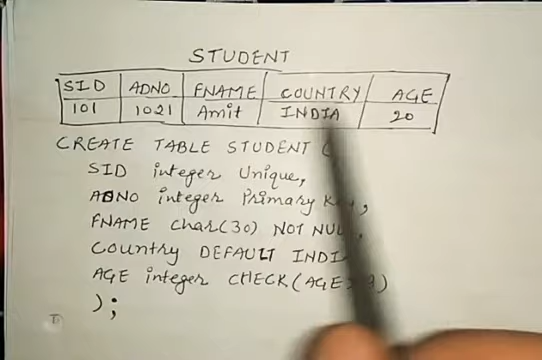 STUDENT
SID ADNO FNAME COUNTRY AGE
101 1021 Amit INDIA 20
CREATE TABLE STUDENT (
SID integer Unique,
ADNO integer Primary
FNAME char(30) NOT
Country DEFAULT INDIA
AGE integer CHECK(AGE
);